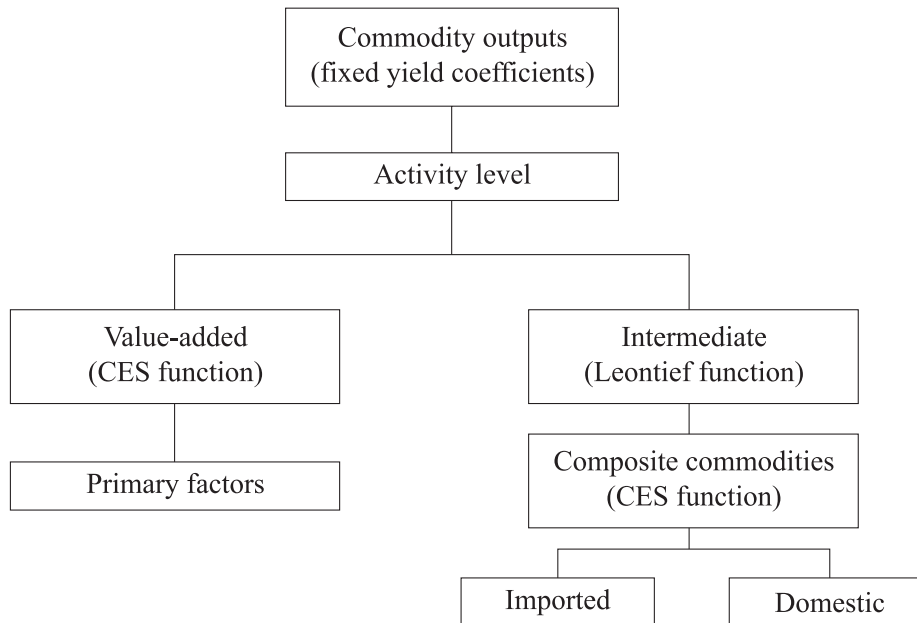 Commodity outputs
(fixed yield coefficients)
Activity level
Value-added
(CES function)
Intermediate
(Leontief function)
Primary factors
Composite commodities
(CES function)
Imported
Domestic